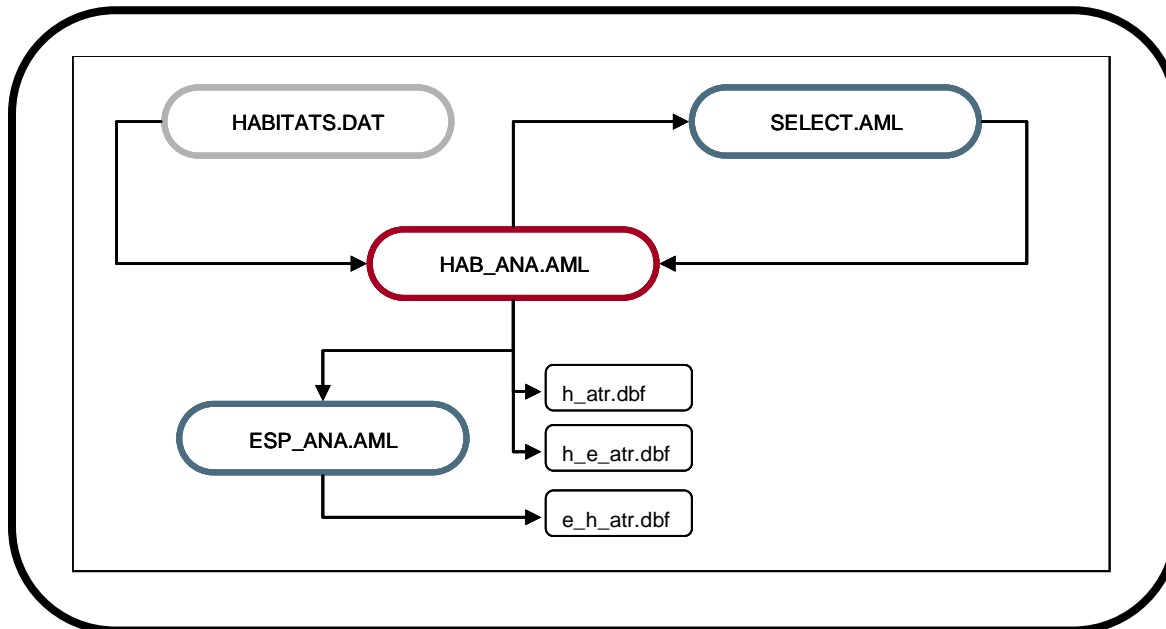 HABITATS.DAT
SELECT.AML
HAB_ANA.AML
h_atr.dbf
ESP_ANA.AML
h_e_atr.dbf
e_h_atr.dbf